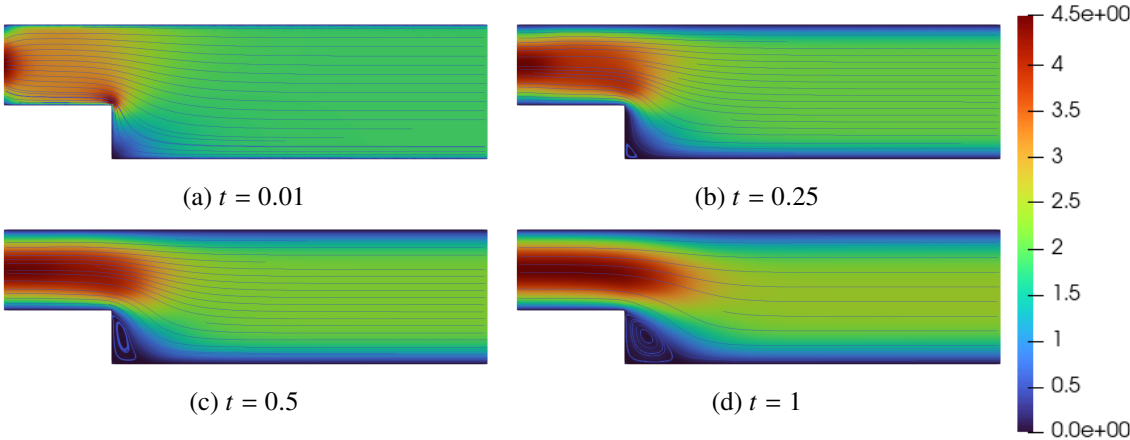 (a) t = 0.01
(b) t = 0.25
(c) t = 0.5
(d) t = 1
4.5e+00
4
3.5
3
2.5
2
1.5
1
0.5
0.0e+00